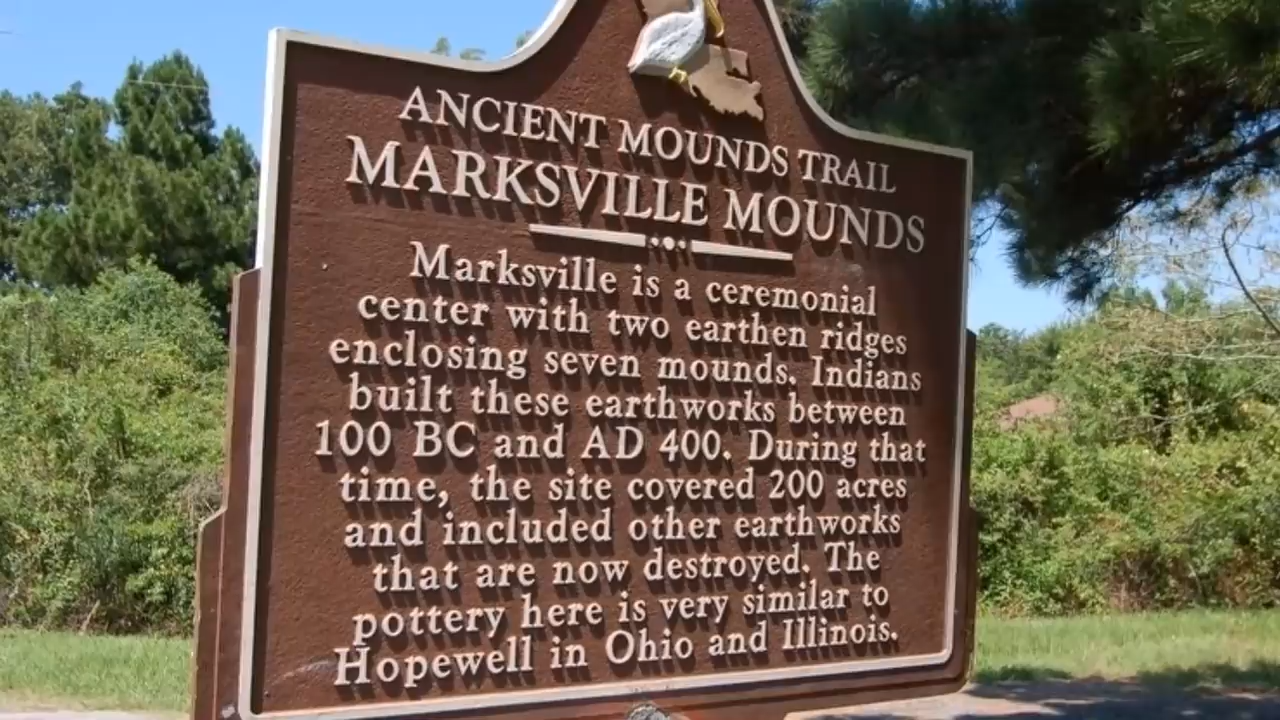 ANCIENT MOUNDS TRAIL
MARKSVILLE MOUNDS
Marksville is a ceremonial
center with two earthen ridges
enclosing seven mounds. Indians
built these earthworks between
100 BC and AD 400. During that
time, the site covered 200 acres
and included other earthworks
that are now destroyed. The
pottery here is very similar to
Hopewell in Ohio and Illinois.